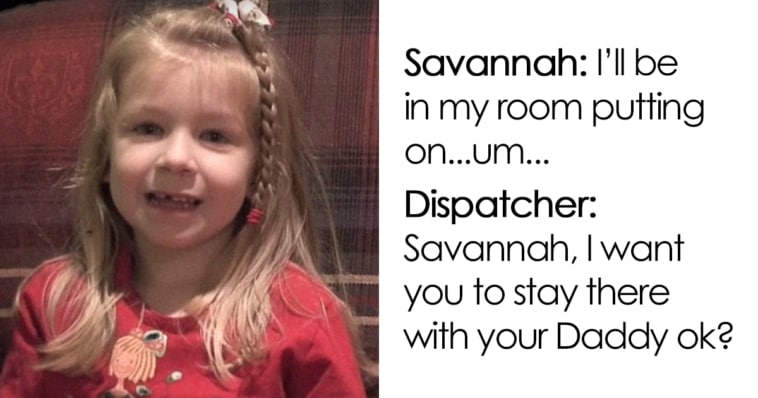 Savannah: I’ll be
in my room putting
on...um...
Dispatcher:
Savannah, I want
you to stay there
with your Daddy ok?